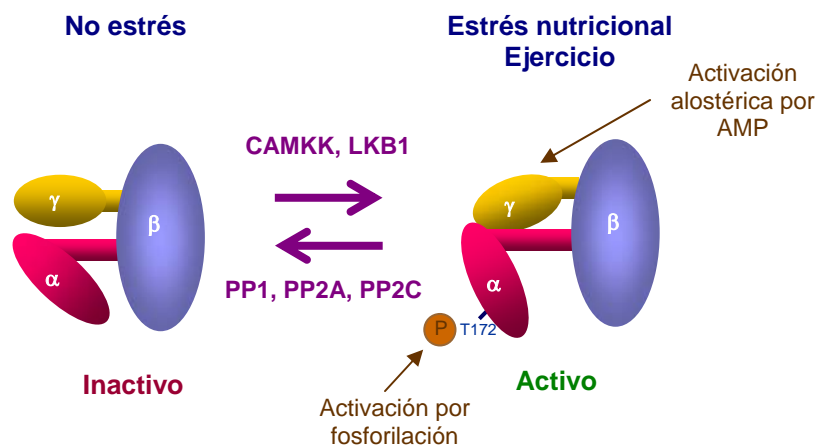 No estrés
Estrés nutricional
Ejercicio
Activación
alostérica por
AMP
CAMKK, LKB1
γ
β
α
γ
β
α
PP1, PP2A, PP2C
P
T172
Inactivo
Activo
Activación por
fosforilación